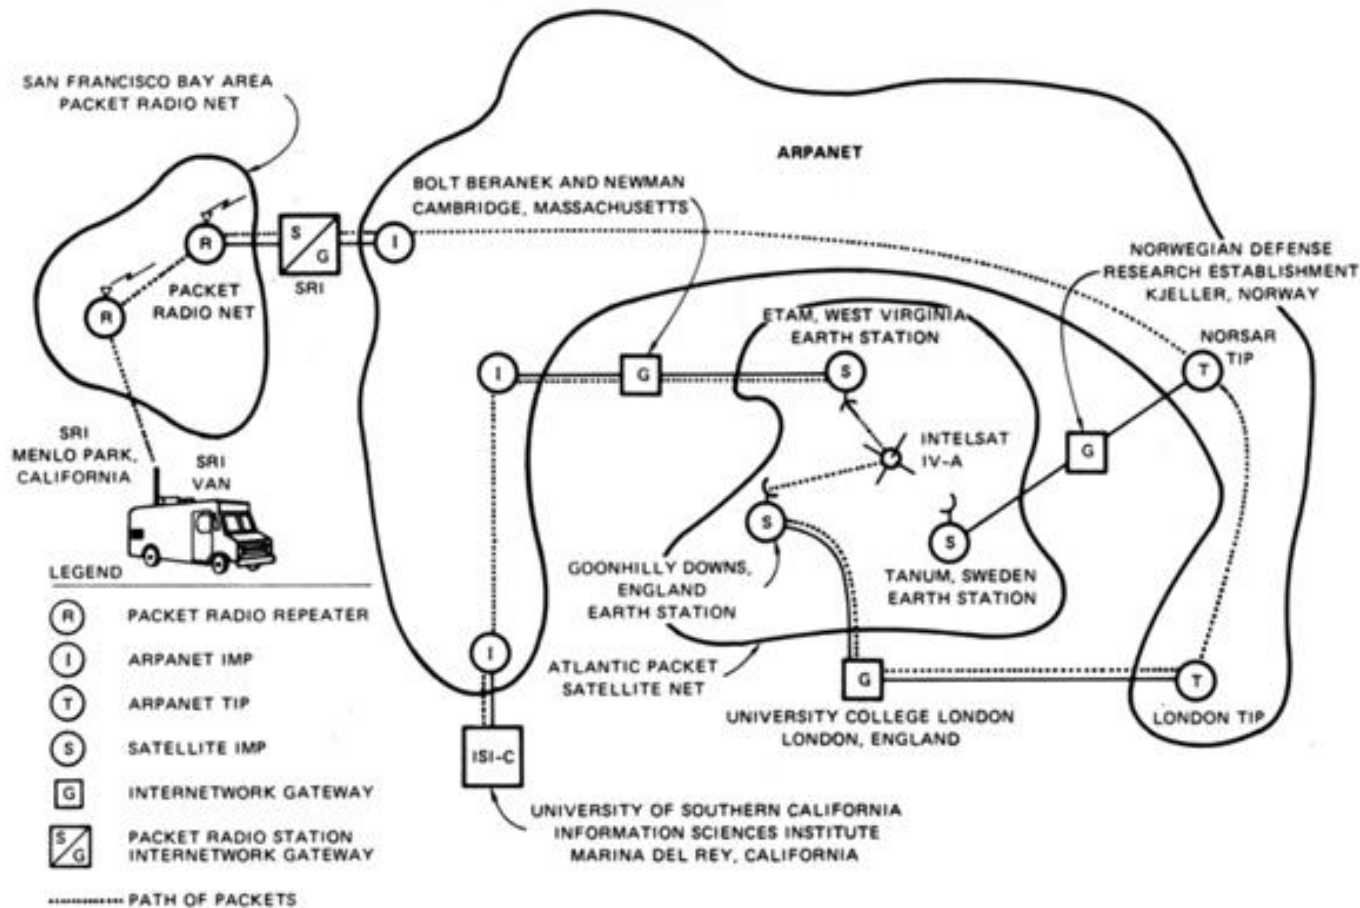 SAN FRANCISCO BAY AREA
PACKET RADIO NET
ARPANET
BOLT BERANEK AND NEWMAN
CAMBRIDGE, MASSACHUSETTS
S
G
SRI
R
I
R
PACKET
RADIO NET
NORWEGIAN DEFENSE
RESEARCH ESTABLISHMENT
KJELLER, NORWAY
ETAM, WEST VIRGINIA
EARTH STATION
NORSAR
TIP
I
G
S
T
INTELSAT
IV-A
G
SRI
MENLO PARK,
CALIFORNIA
SRI
VAN
S
S
GOONHILLY DOWNS,
ENGLAND
EARTH STATION
TANUM, SWEDEN
EARTH STATION
I
ATLANTIC PACKET
SATELLITE NET
G
T
UNIVERSITY COLLEGE LONDON
LONDON, ENGLAND
LONDON TIP
ISI-C
UNIVERSITY OF SOUTHERN CALIFORNIA
INFORMATION SCIENCES INSTITUTE
MARINA DEL REY, CALIFORNIA
LEGEND
R PACKET RADIO REPEATER
I ARPANET IMP
T ARPANET TIP
S SATELLITE IMP
G INTERNETWORK GATEWAY
S
G
PACKET RADIO STATION
INTERNETWORK GATEWAY
PATH OF PACKETS